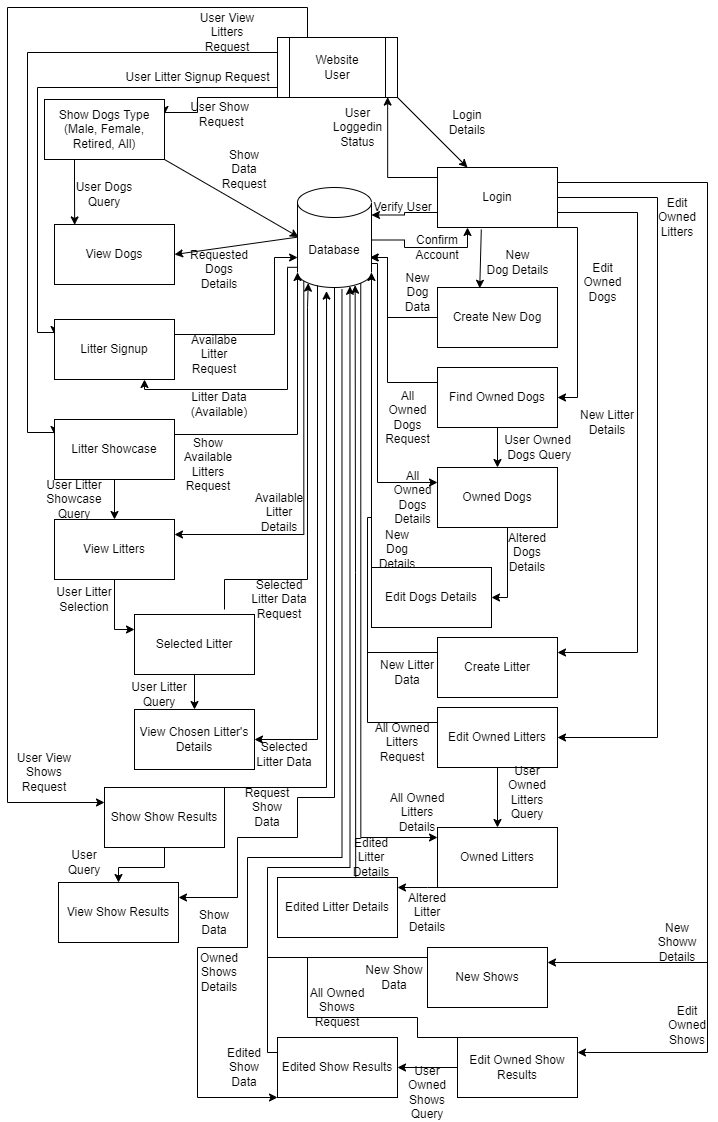 User View
Litters
Request
Website
User
User Litter Signup Request
User Show
Request
User
Loggedin
Status
Login
Details
Show Dogs Type
(Male, Female,
Retired, All)
Show
Data
Request
User Dogs
Query
Login
Edit
Owned
Litters
Verify User
Database
Confirm
Account
View Dogs
Requested
Dogs
Details
New
Dog Details
Edit
Owned
Dogs
New
Dog
Data
Create New Dog
Litter Signup
Availabe
Litter
Request
Litter Data
(Available)
All
Owned
Dogs
Request
Find Owned Dogs
New Litter
Details
Litter Showcase
Show
Available
Litters
Request
User Owned
Dogs Query
User Litter
Showcase
Query
Available
Litter
Details
All
Owned
Dogs
Details
Owned Dogs
View Litters
New
Dog
Details
Altered
Dogs
Details
User Litter
Selection
Selected
Litter Data
Request
Edit Dogs Details
Selected Litter
New Litter
Data
Create Litter
User Litter
Query
View Chosen Litter's
Details
Selected
Litter Data
All Owned
Litters
Request
Edit Owned Litters
User View
Shows
Request
User
Owned
Litters
Query
Show Show Results
Request
Show
Data
All Owned
Litters
Details
User
Query
Edited
Litter
Details
Owned Litters
View Show Results
Show
Data
Edited Litter Details
Altered
Litter
Details
Owned
Shows
Details
New Show
Data
New Shows
New
Showw
Details
All Owned
Shows
Request
Edit
Owned
Shows
Edited
Show
Data
Edited Show Results
User
Owned
Shows
Query
Edit Owned Show
Results